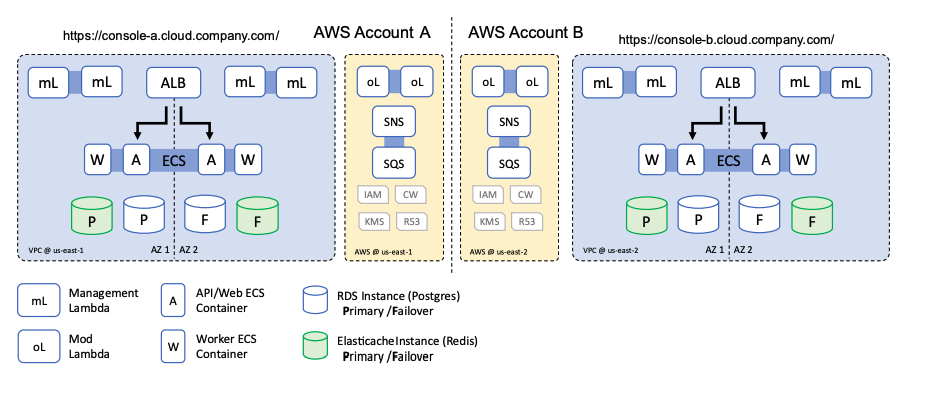 https://console-a.cloud.company.com/
AWS Account A
AWS Account B
https://console-b.cloud.company.com/
mL
mL
ALB
mL
mL
W
A
ECS
A
W
P
P
F
F
VPC @ us-east-1
AZ 1
AZ 2
oL
oL
SNS
SQS
IAM
CW
KMS
R53
AWS @ us-east-1
oL
oL
SNS
SQS
IAM
CW
KMS
R53
AWS @ us-east-2
mL
mL
ALB
mL
mL
W
A
ECS
A
W
P
P
F
F
VPC @ us-east-2
AZ 1
AZ 2
mL
Management
Lambda
A
API/Web ECS
Container
RDS Instance (Postgres)
Primary /Failover
oL
Mod
Lambda
W
Worker ECS
Container
Elasticache Instance (Redis)
Primary /Failover